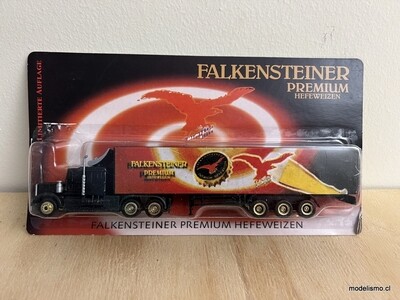 LIMITIERTE AUFLAGE
FALKENSTEINER
PREMIUM
HEFEWEIZEN
FALKENSTEINER
PREMIUM
HEFEWEIZEN
FALKENSTEINER PREMIUM HEFEWEIZEN
modelismo.cl